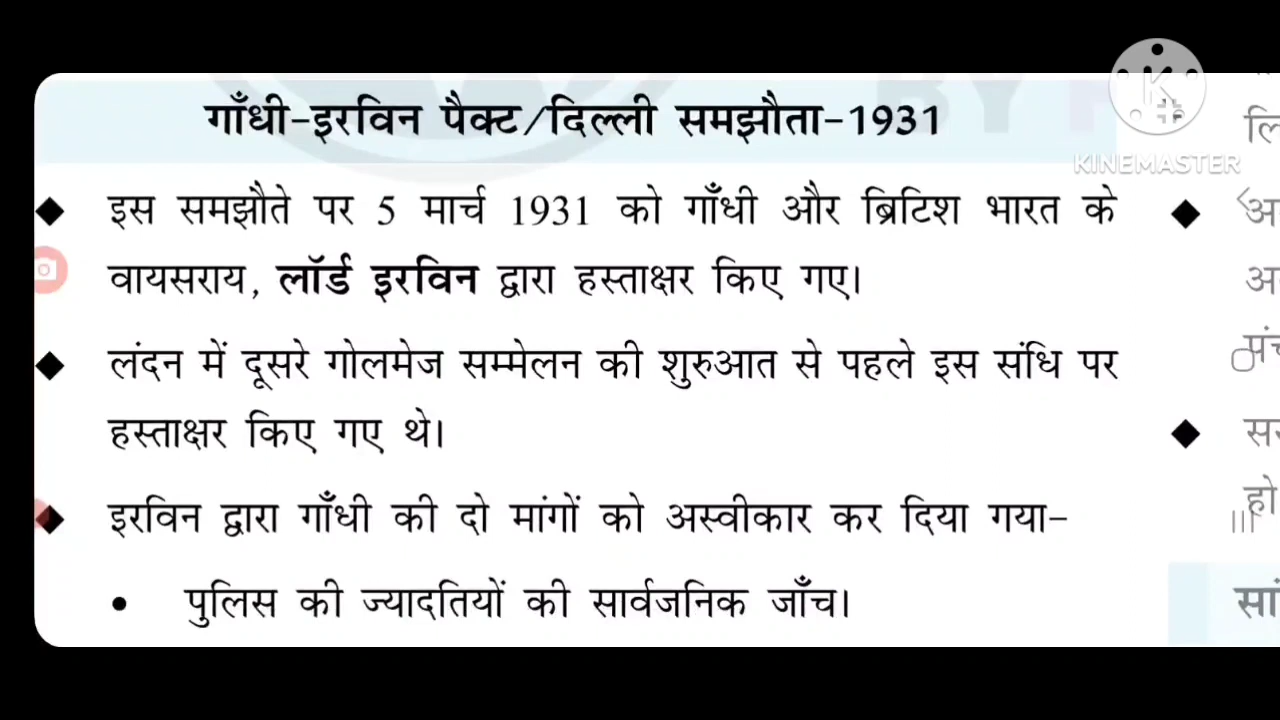 गाँधी-इरविन पैक्ट/दिल्ली समझौता-1931
KINEMASTER
◆ इस समझौते पर 5 मार्च 1931 को गाँधी और ब्रिटिश भारत के
वायसराय, लॉर्ड इरविन द्वारा हस्ताक्षर किए गए।
◆ लंदन में दूसरे गोलमेज सम्मेलन की शुरुआत से पहले इस संधि पर
हस्ताक्षर किए गए थे।
◆ इरविन द्वारा गाँधी की दो मांगों को अस्वीकार कर दिया गया-
• पुलिस की ज्यादतियों की सार्वजनिक जाँच।